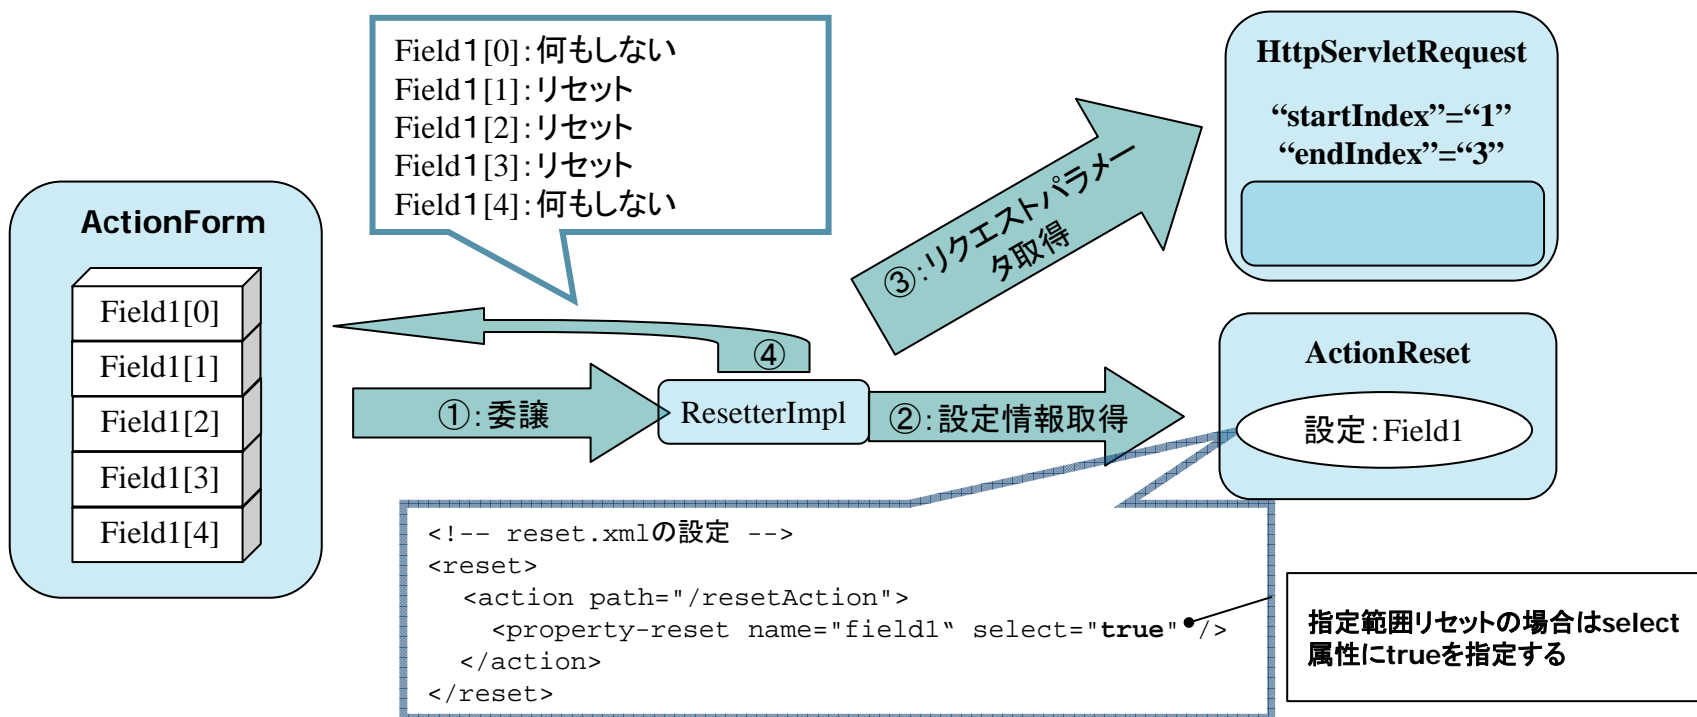 Field1[0]:何もしない
Field1[1]:リセット
Field1[2]:リセット
Field1[3]:リセット
Field1[4]:何もしない
HttpServletRequest
“startIndex”=“1”
“endIndex”=“3”
③:リクエストパラメー
タ取得
ActionForm
Field1[0]
Field1[1]
Field1[2]
Field1[3]
Field1[4]
④
①:委譲
ResetterImpl
②:設定情報取得
ActionReset
設定:Field1
<!-- reset.xmlの設定 -->
<reset>
<action path="/resetAction">
<property-reset name="field1‟ select="true" />
</action>
</reset>
指定範囲リセットの場合はselect
属性にtrueを指定する